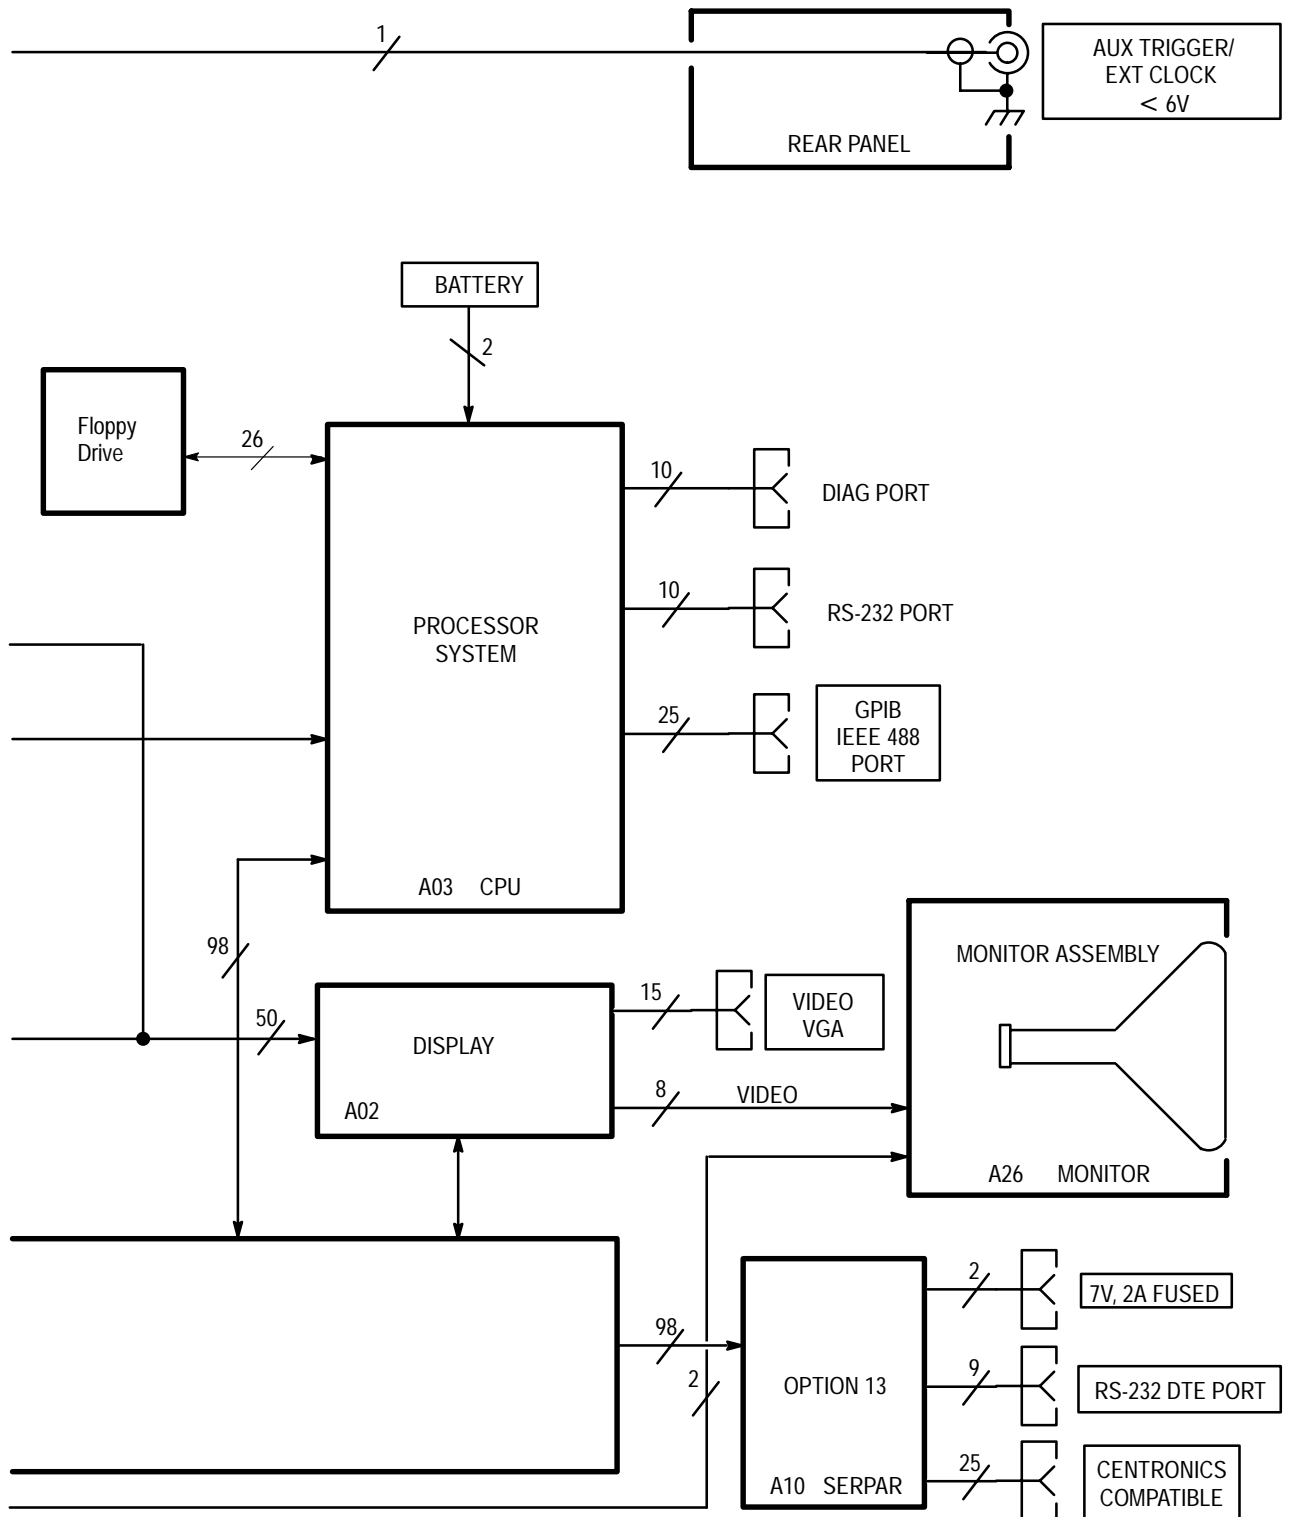 1
AUX TRIGGER/
EXT CLOCK
< 6V
REAR PANEL
BATTERY
2
Floppy
Drive
26
10
DIAG PORT
10
RS-232 PORT
PROCESSOR
SYSTEM
25
GPIB
IEEE 488
PORT
A03 CPU
98
MONITOR ASSEMBLY
15
VIDEO
VGA
50
DISPLAY
8
VIDEO
A02
A26 MONITOR
2
7V, 2A FUSED
98
2
OPTION 13
9
RS-232 DTE PORT
25
CENTRONICS
COMPATIBLE
A10 SERPAR